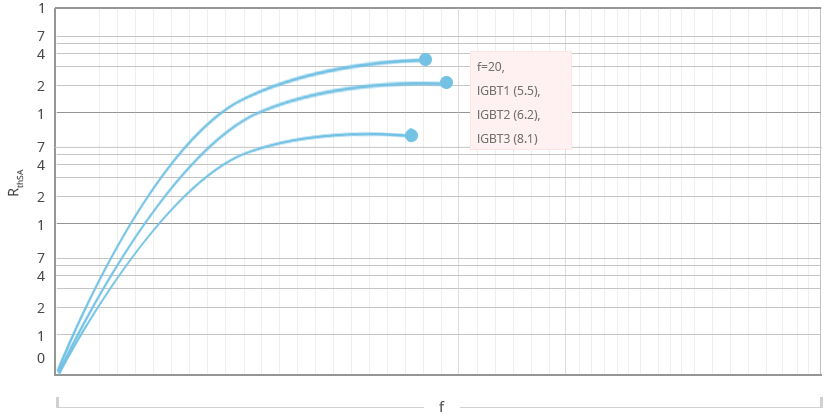 1
7
4
2
1
7
4
2
1
7
4
2
1
0
RthSA
f=20,
IGBT1 (5.5),
IGBT2 (6.2),
IGBT3 (8.1)
f